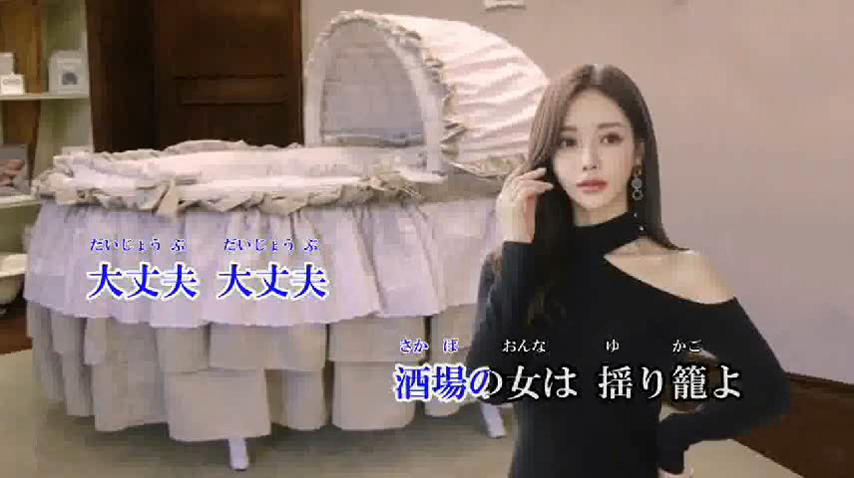 だいじょうぶ だいじょうぶ
大丈夫 大丈夫
さかば おんな ゆ かご
酒場の女は 揺り籠よ